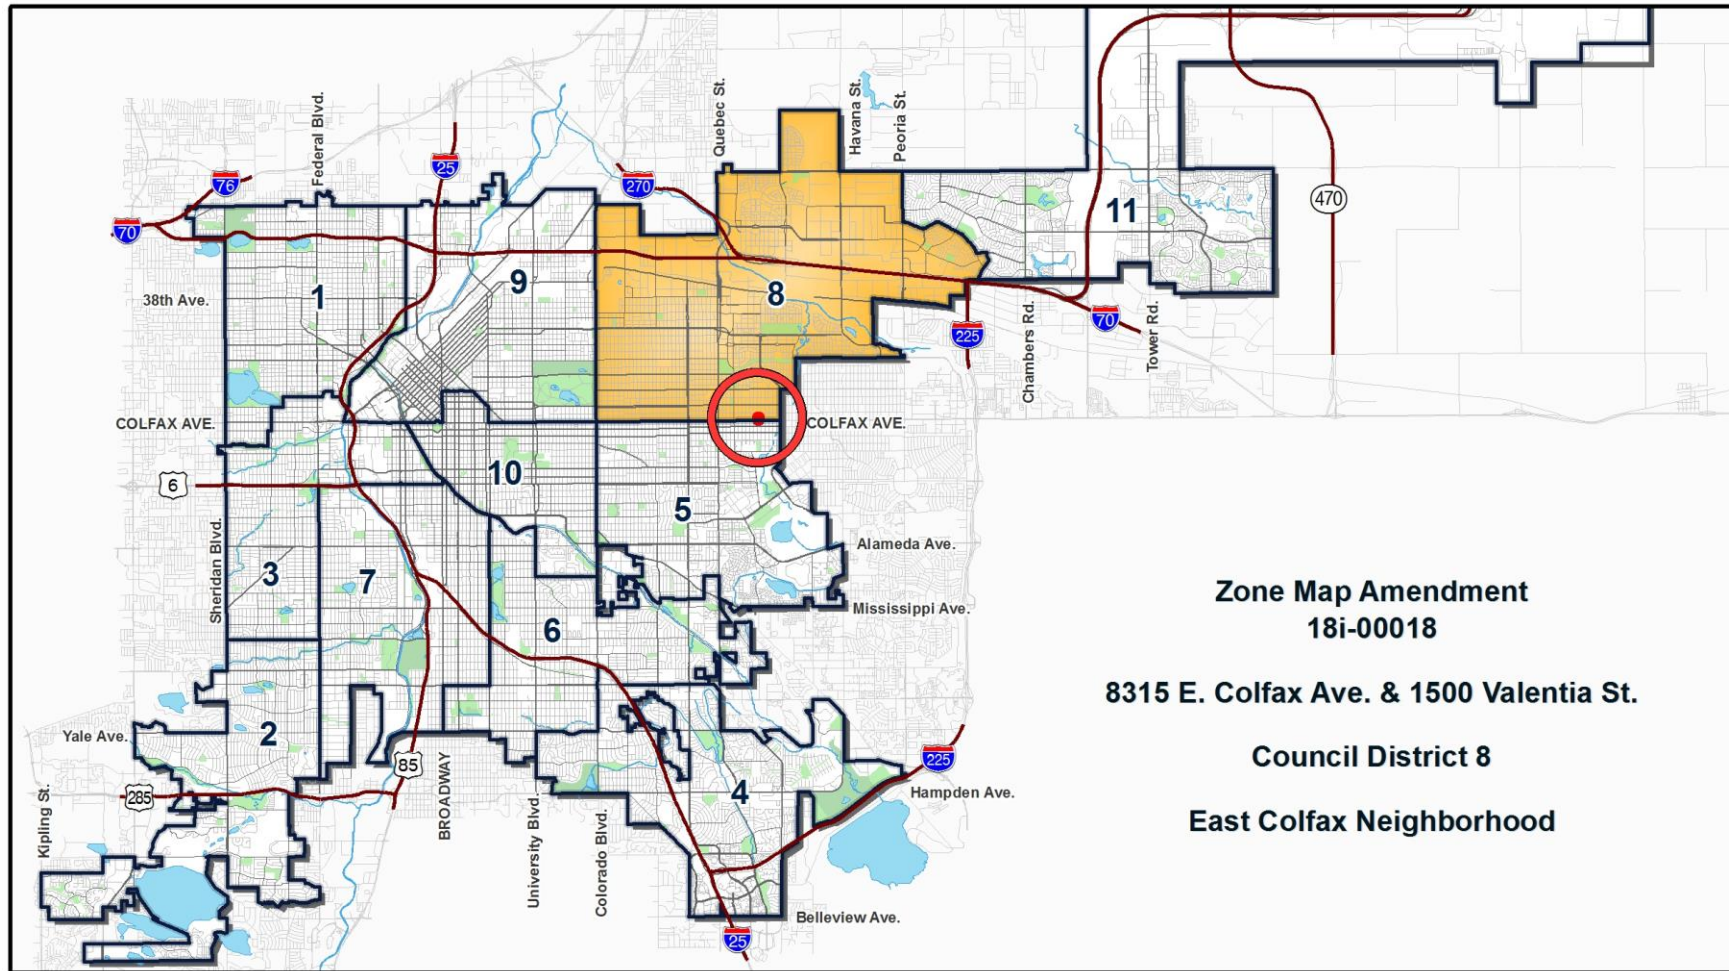 Federal Blvd.
Quebec St.
Havana St.
Peoria St.
76
25
270
470
70
11
9
1
8
38th Ave.
225
70
Chambers Rd.
Tower Rd.
COLFAX AVE.
COLFAX AVE.
10
6
5
Sheridan Blvd.
3
7
Alameda Ave.
Mississippi Ave.
6
Zone Map Amendment
18i-00018
8315 E. Colfax Ave. & 1500 Valentia St.
Council District 8
East Colfax Neighborhood
Yale Ave.
2
85
BROADWAY
285
Kipling St.
University Blvd.
Colorado Blvd.
4
225
Hampden Ave.
Belleview Ave.
25